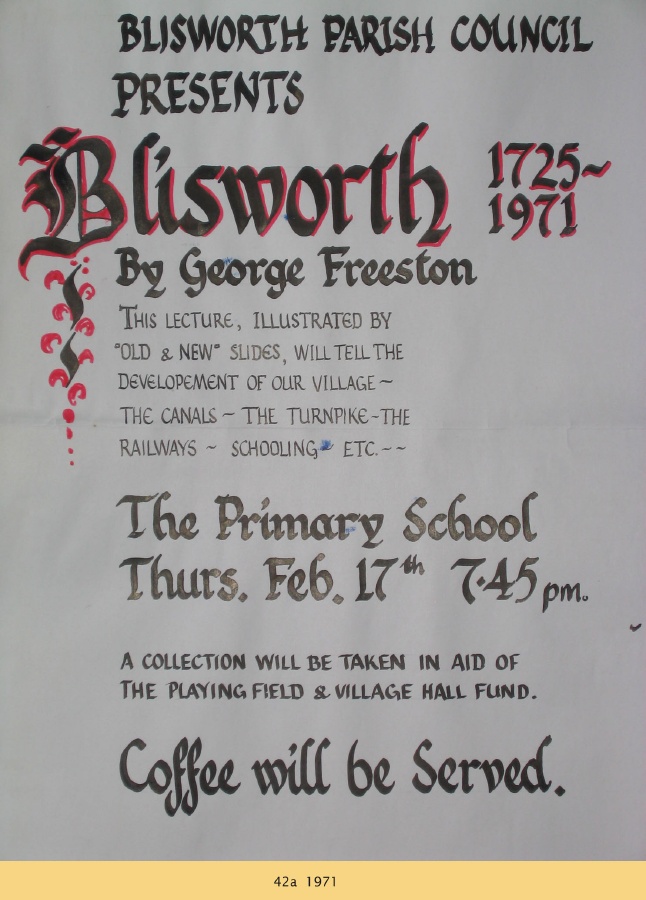 BLISWORTH PARISH COUNCIL
PRESENTS
Blisworth 1725~
1971
By George Freeston
THIS LECTURE, ILLUSTRATED BY
"OLD & NEW" SLIDES, WILL TELL THE
DEVELOPEMENT OF OUR VILLAGE ~
THE CANALS ~ THE TURNPIKE - THE
RAILWAYS ~ SCHOOLING ETC. ~ ~
The Primary School
Thurs. Feb. 17th 7·45 pm.
A COLLECTION WILL BE TAKEN IN AID OF
THE PLAYING FIELD & VILLAGE HALL FUND.
Coffee will be Served.
42a 1971